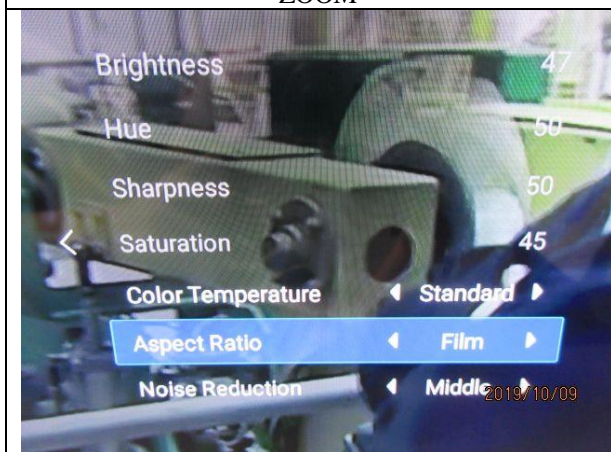 ZOOM
Brightness 47
Hue 50
Sharpness 50
Saturation 45
Color Temperature Standard
Aspect Ratio Film
Noise Reduction Middle
2019/10/09